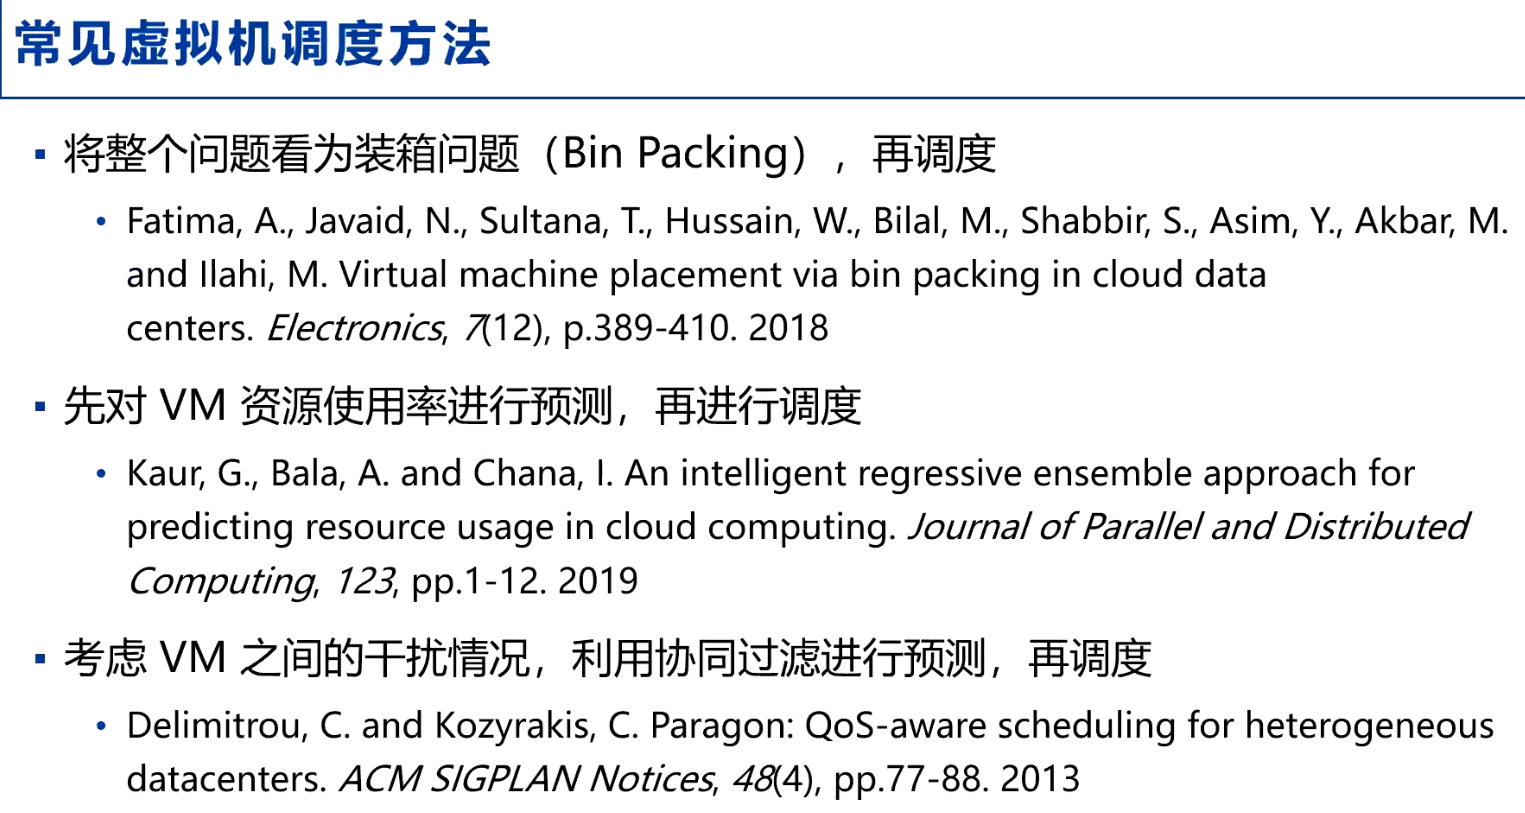 常见虚拟机调度方法
▪ 将整个问题看为装箱问题（Bin Packing），再调度
• Fatima, A., Javaid, N., Sultana, T., Hussain, W., Bilal, M., Shabbir, S., Asim, Y., Akbar, M.
and Ilahi, M. Virtual machine placement via bin packing in cloud data
centers. Electronics, 7(12), p.389-410. 2018
▪ 先对 VM 资源使用率进行预测，再进行调度
• Kaur, G., Bala, A. and Chana, I. An intelligent regressive ensemble approach for
predicting resource usage in cloud computing. Journal of Parallel and Distributed
Computing, 123, pp.1-12. 2019
▪ 考虑 VM 之间的干扰情况，利用协同过滤进行预测，再调度
• Delimitrou, C. and Kozyrakis, C. Paragon: QoS-aware scheduling for heterogeneous
datacenters. ACM SIGPLAN Notices, 48(4), pp.77-88. 2013